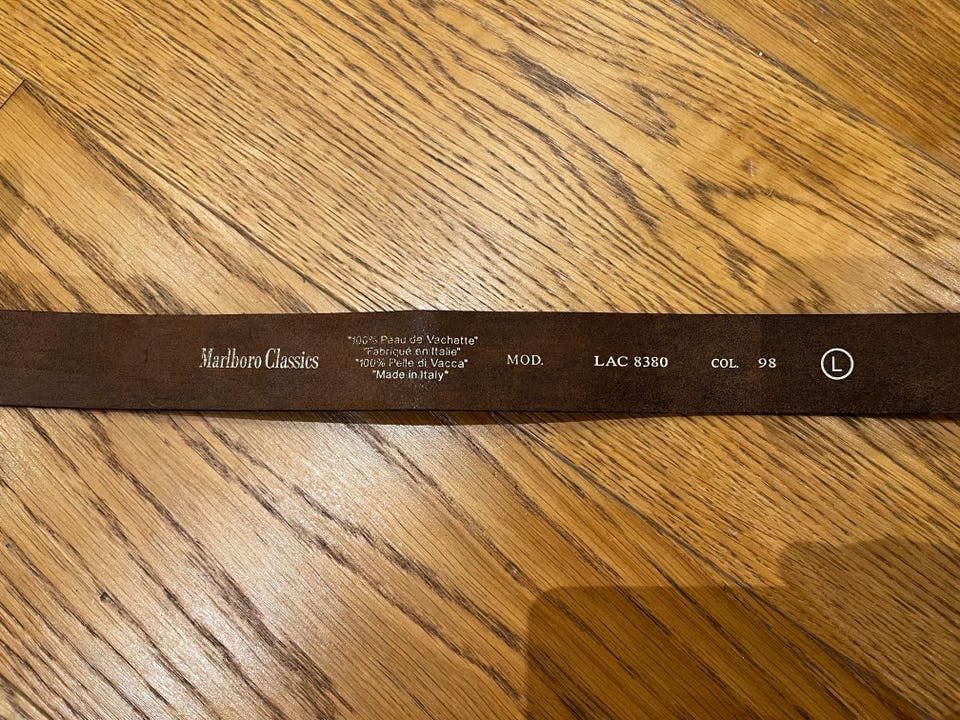 Marlboro Classics
"100% Peau de Vachette"
"Fabriqué en Italie"
"100% Pelle di Vacca"
"Made in Italy"
MOD. LAC 8380 COL. 98 L